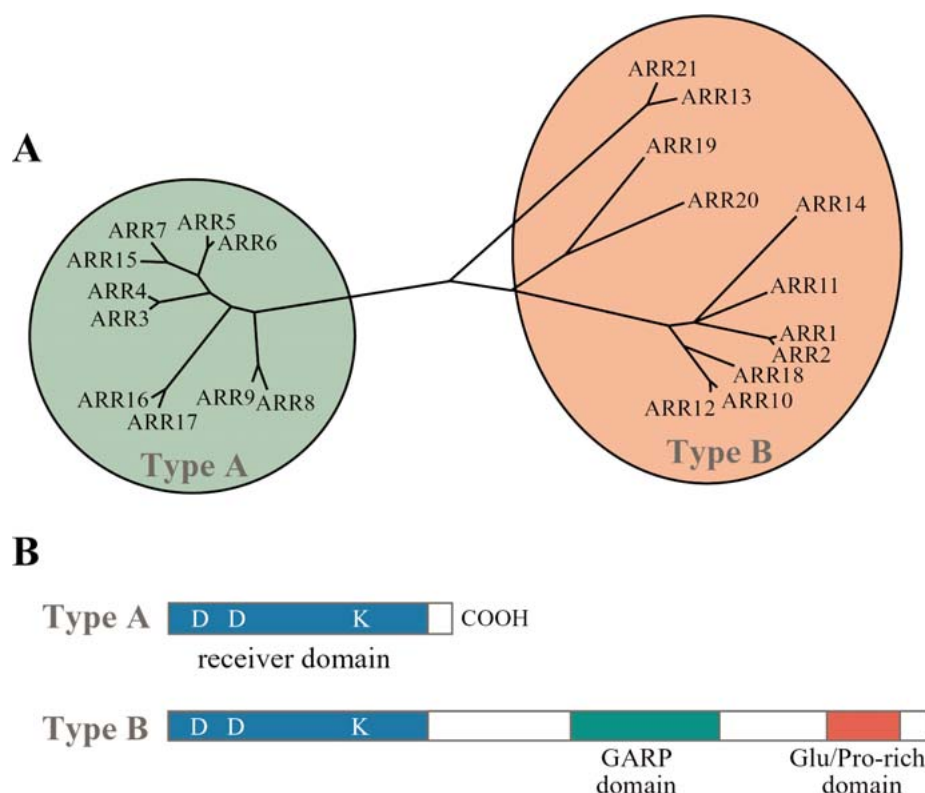 A
ARR21
ARR13
ARR19
ARR20
ARR14
ARR11
ARR1
ARR2
ARR18
ARR10
ARR12
Type B
ARR5
ARR7
ARR6
ARR15
ARR4
ARR3
ARR16
ARR17
ARR9
ARR8
Type A
B
Type A D D K COOH
receiver domain
Type B D D K
GARP
domain
Glu/Pro-rich
domain